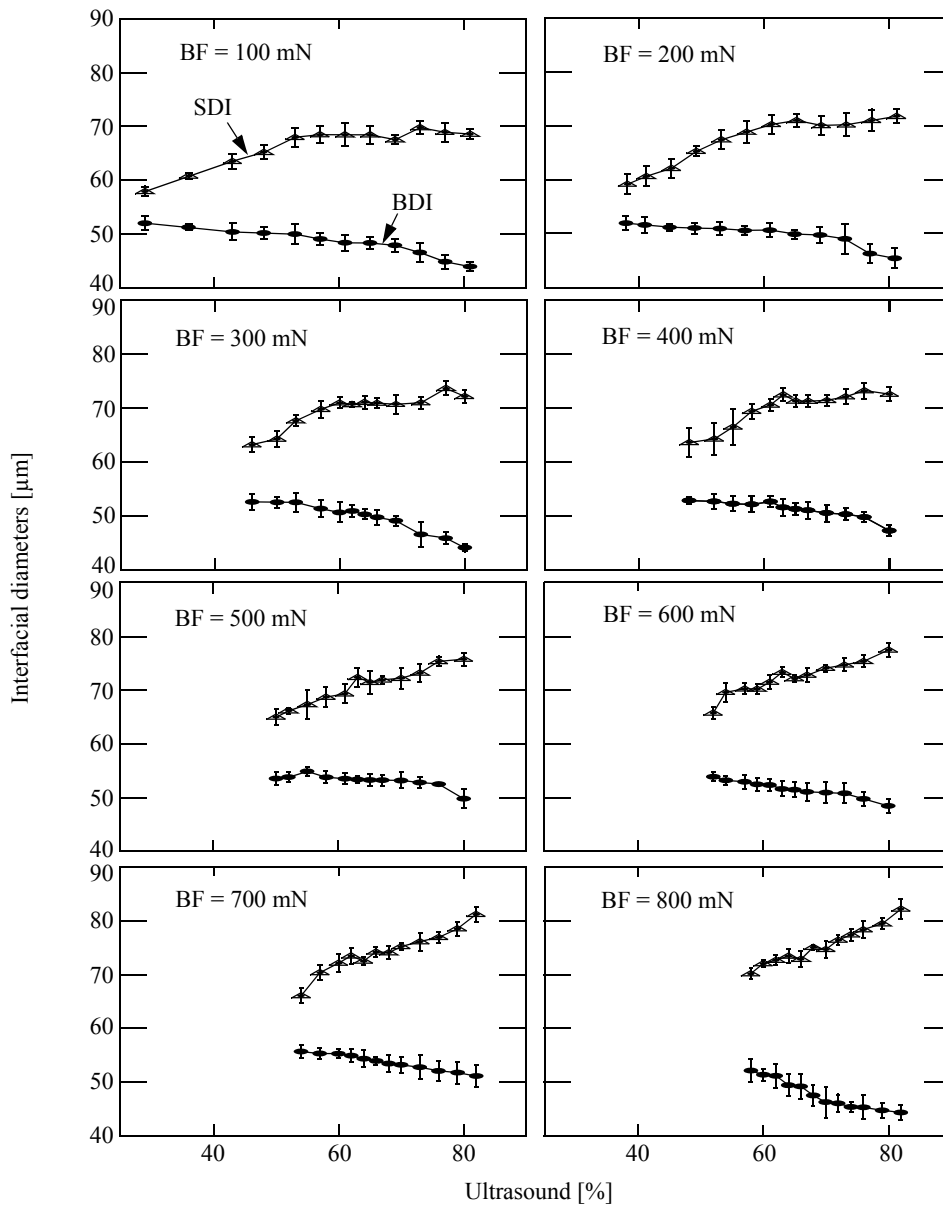 90
80
70
60
50
40
BF = 100 mN
SDI
BDI
BF = 200 mN
90
80
70
60
50
40
BF = 300 mN
BF = 400 mN
Interfacial diameters [µm]
90
80
70
60
50
40
BF = 500 mN
BF = 600 mN
90
80
70
60
50
40
BF = 700 mN
BF = 800 mN
40
60
80
40
60
80
Ultrasound [%]